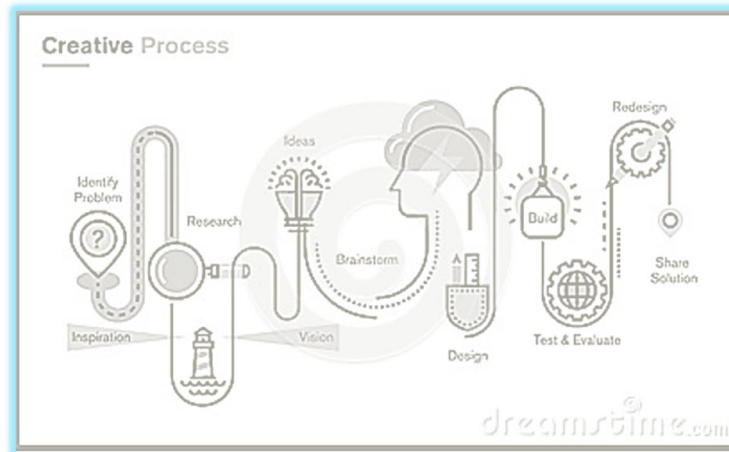 Creative Process
Identify
Problem
?
Research
Ideas
Inspiration
Vision
Brainstorm
Design
Build
Test & Evaluate
Redesign
Share
Solution
dreamstime.com